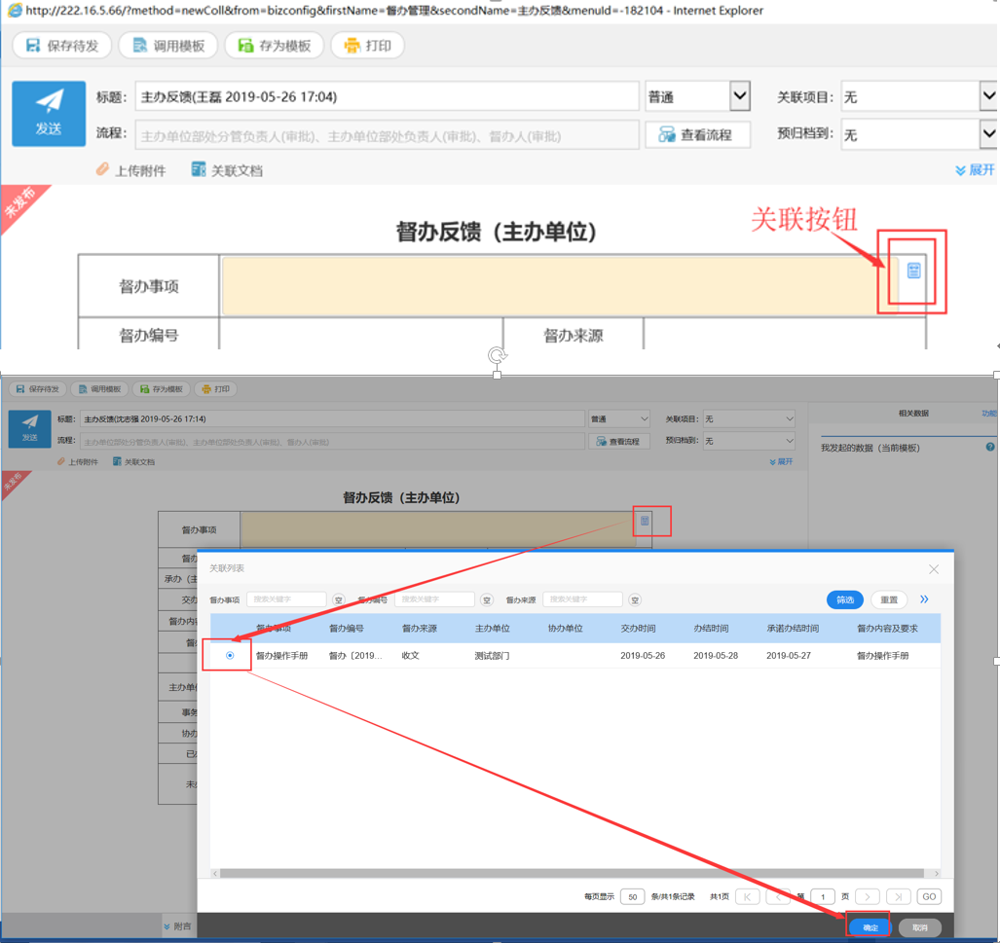 http://222.16.5.66/?method=newColl&from=bizconfig&firstName=督办管理&secondName=主办反馈&menuId=-182104 - Internet Explorer
保存待发 调用模板 存为模板 打印
标题: 主办反馈(王磊 2019-05-26 17:04) 普通 关联项目: 无
发送
流程: 主办单位部处分管负责人(审批)、主办单位部处负责人(审批)、督办人(审批) 查看流程 预归档到: 无
上传附件 关联文档 展开
未发布
关联按钮
督办反馈（主办单位）
督办事项
督办编号 督办来源
保存待发 调用模板 存为模板 打印
标题: 主办反馈(沈志强 2019-05-26 17:14) 普通 关联项目: 无
发送
流程: 主办单位部处分管负责人(审批)、主办单位部处负责人(审批)、督办人(审批) 查看流程 预归档到: 无
上传附件 关联文档 展开
相关数据 功能
我发起的数据（当前模板）
未发布
督办反馈（主办单位）
督办事项
督办
承办（主
交办
督办内容
督
主办单位
事务
协办
已
未
关联列表
督办事项 搜索关键字 空 督办编号 搜索关键字 空 督办来源 搜索关键字 空 筛选 重置
督办事项 督办编号 督办来源 主办单位 协办单位 交办时间 办结时间 承诺办结时间 督办内容及要求
督办操作手册 督办〔2019... 收文 测试部门 2019-05-26 2019-05-28 2019-05-27 督办操作手册
每页显示 50 条/共1条记录 共1页 第 1 页 GO
附言
确定 取消